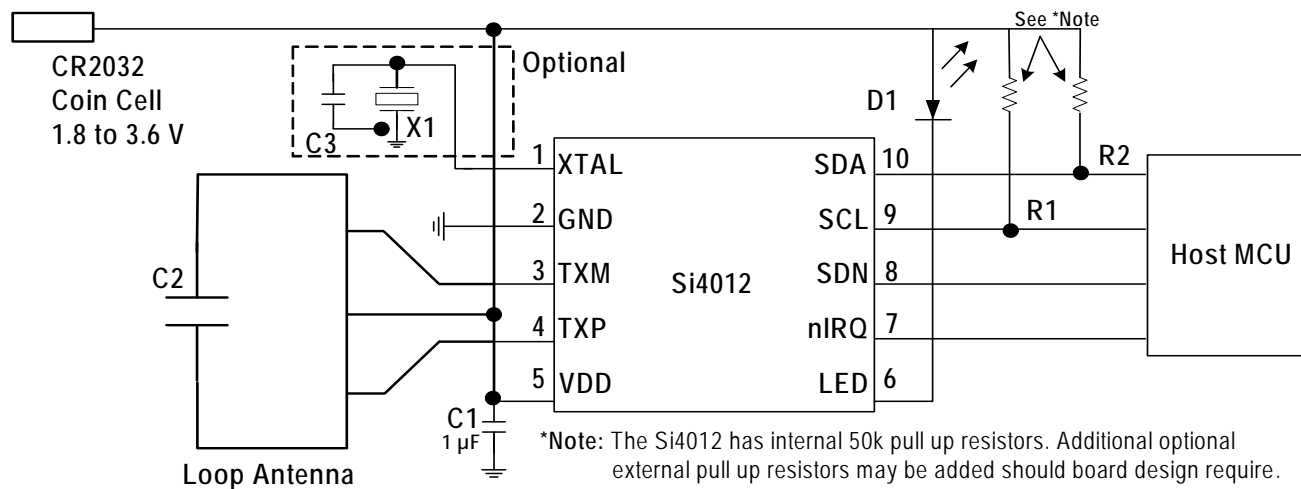 See *Note
CR2032
Coin Cell
1.8 to 3.6 V
Optional
C3
X1
D1
1
XTAL
2
GND
3
TXM
4
TXP
5
VDD
Si4012
SDA
10
SCL
9
SDN
8
nIRQ
7
LED
6
R2
R1
Host MCU
C2
Loop Antenna
C1
1 µF
*Note: The Si4012 has internal 50k pull up resistors. Additional optional
external pull up resistors may be added should board design require.